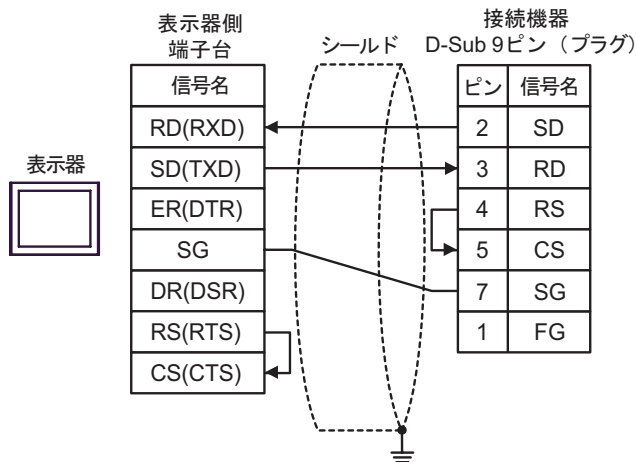 表示器側
端子台
シールド
接続機器
D-Sub 9ピン（プラグ）
表示器
信号名
RD(RXD)
SD(TXD)
ER(DTR)
SG
DR(DSR)
RS(RTS)
CS(CTS)
ピン 信号名
2 SD
3 RD
4 RS
5 CS
7 SG
1 FG